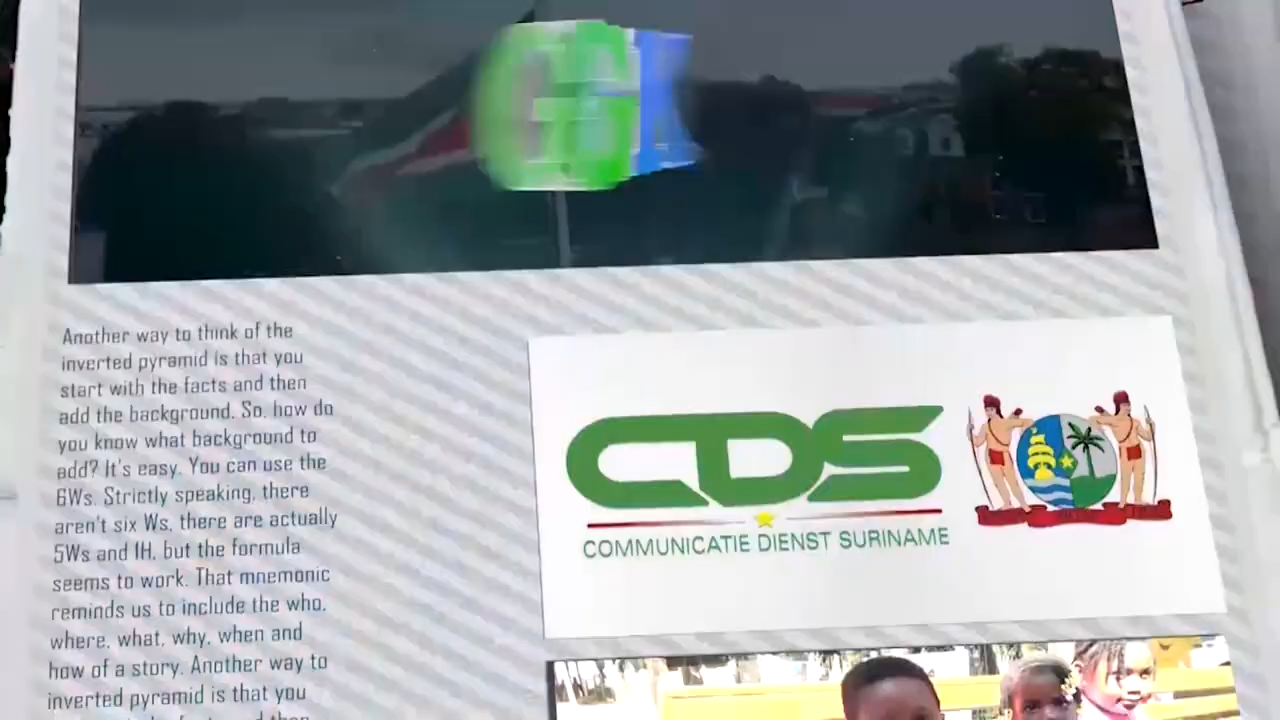 Another way to think of the
inverted pyramid is that you
start with the facts and then
add the background. So, how do
you know what background to
add? It's easy. You can use the
6Ws. Strictly speaking, there
aren't six Ws, there are actually
5Ws and 1H, but the formula
seems to work. That mnemonic
reminds us to include the who,
where, what, why, when and
how of a story. Another way to
inverted pyramid is that you
CDS
COMMUNICATIE DIENST SURINAME